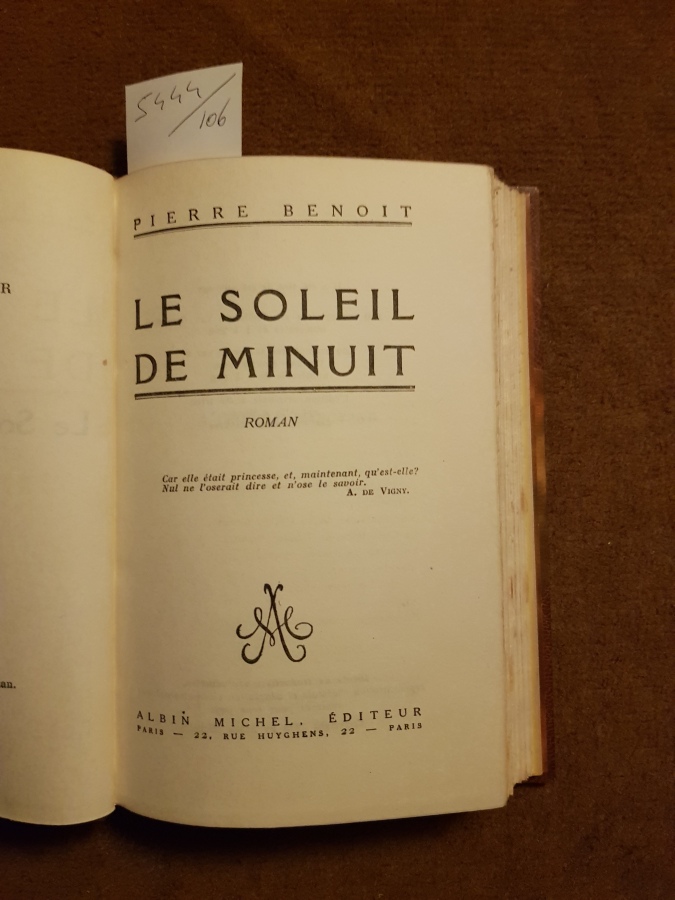 5444/106
PIERRE BENOIT
R
LE SOLEIL
DE MINUIT
ROMAN
Car elle était princesse, et, maintenant, qu'est-elle?
Nul ne l'oserait dire et n'ose le savoir.
A. DE VIGNY.
an.
ALBIN MICHEL, ÉDITEUR
PARIS — 22, RUE HUYGHENS, 22 — PARIS